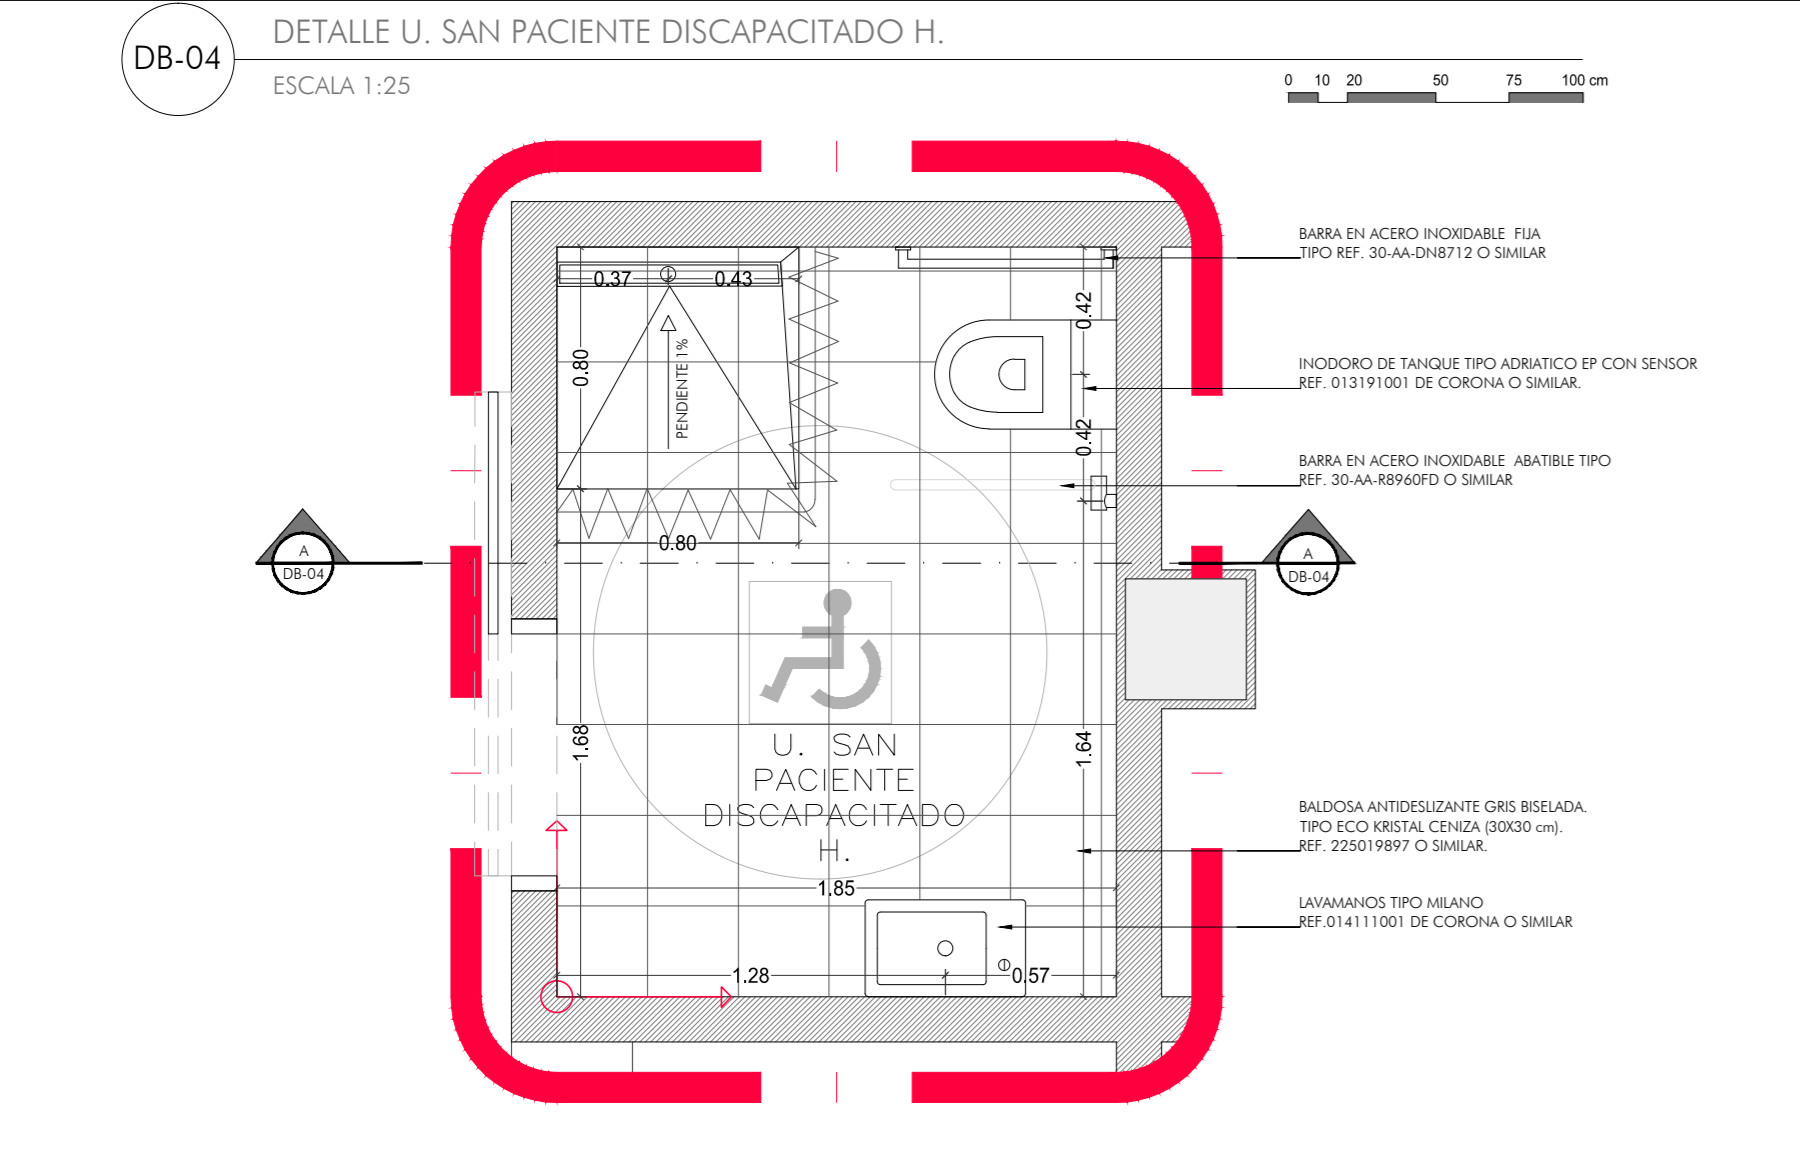 DB-04
DETALLE U. SAN PACIENTE DISCAPACITADO H.
ESCALA 1:25
0 10 20 50 75 100 cm
BARRA EN ACERO INOXIDABLE FIJA
TIPO REF. 30-AA-DN8712 O SIMILAR
0.37
0.43
0.42
0.80
PENDIENTE 1%
INODORO DE TANQUE TIPO ADRIATICO EP CON SENSOR
REF. 013191001 DE CORONA O SIMILAR.
0.42
BARRA EN ACERO INOXIDABLE ABATIBLE TIPO
REF. 30-AA-R8960FD O SIMILAR
0.80
A
DB-04
A
DB-04
1.68
1.64
U. SAN
PACIENTE
DISCAPACITADO
H.
BALDOSA ANTIDESLIZANTE GRIS BISELADA.
TIPO ECO KRISTAL CENIZA (30X30 cm).
REF. 225019897 O SIMILAR.
1.85
LAVAMANOS TIPO MILANO
REF.014111001 DE CORONA O SIMILAR
1.28
0.57